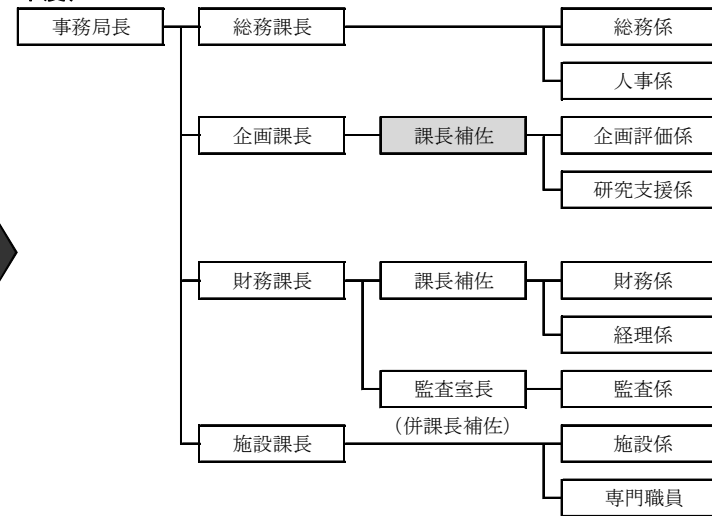 事務局長
総務課長
総務係
人事係
企画課長
課長補佐
企画評価係
研究支援係
財務課長
課長補佐
財務係
経理係
監査室長
監査係
（併課長補佐）
施設課長
施設係
専門職員